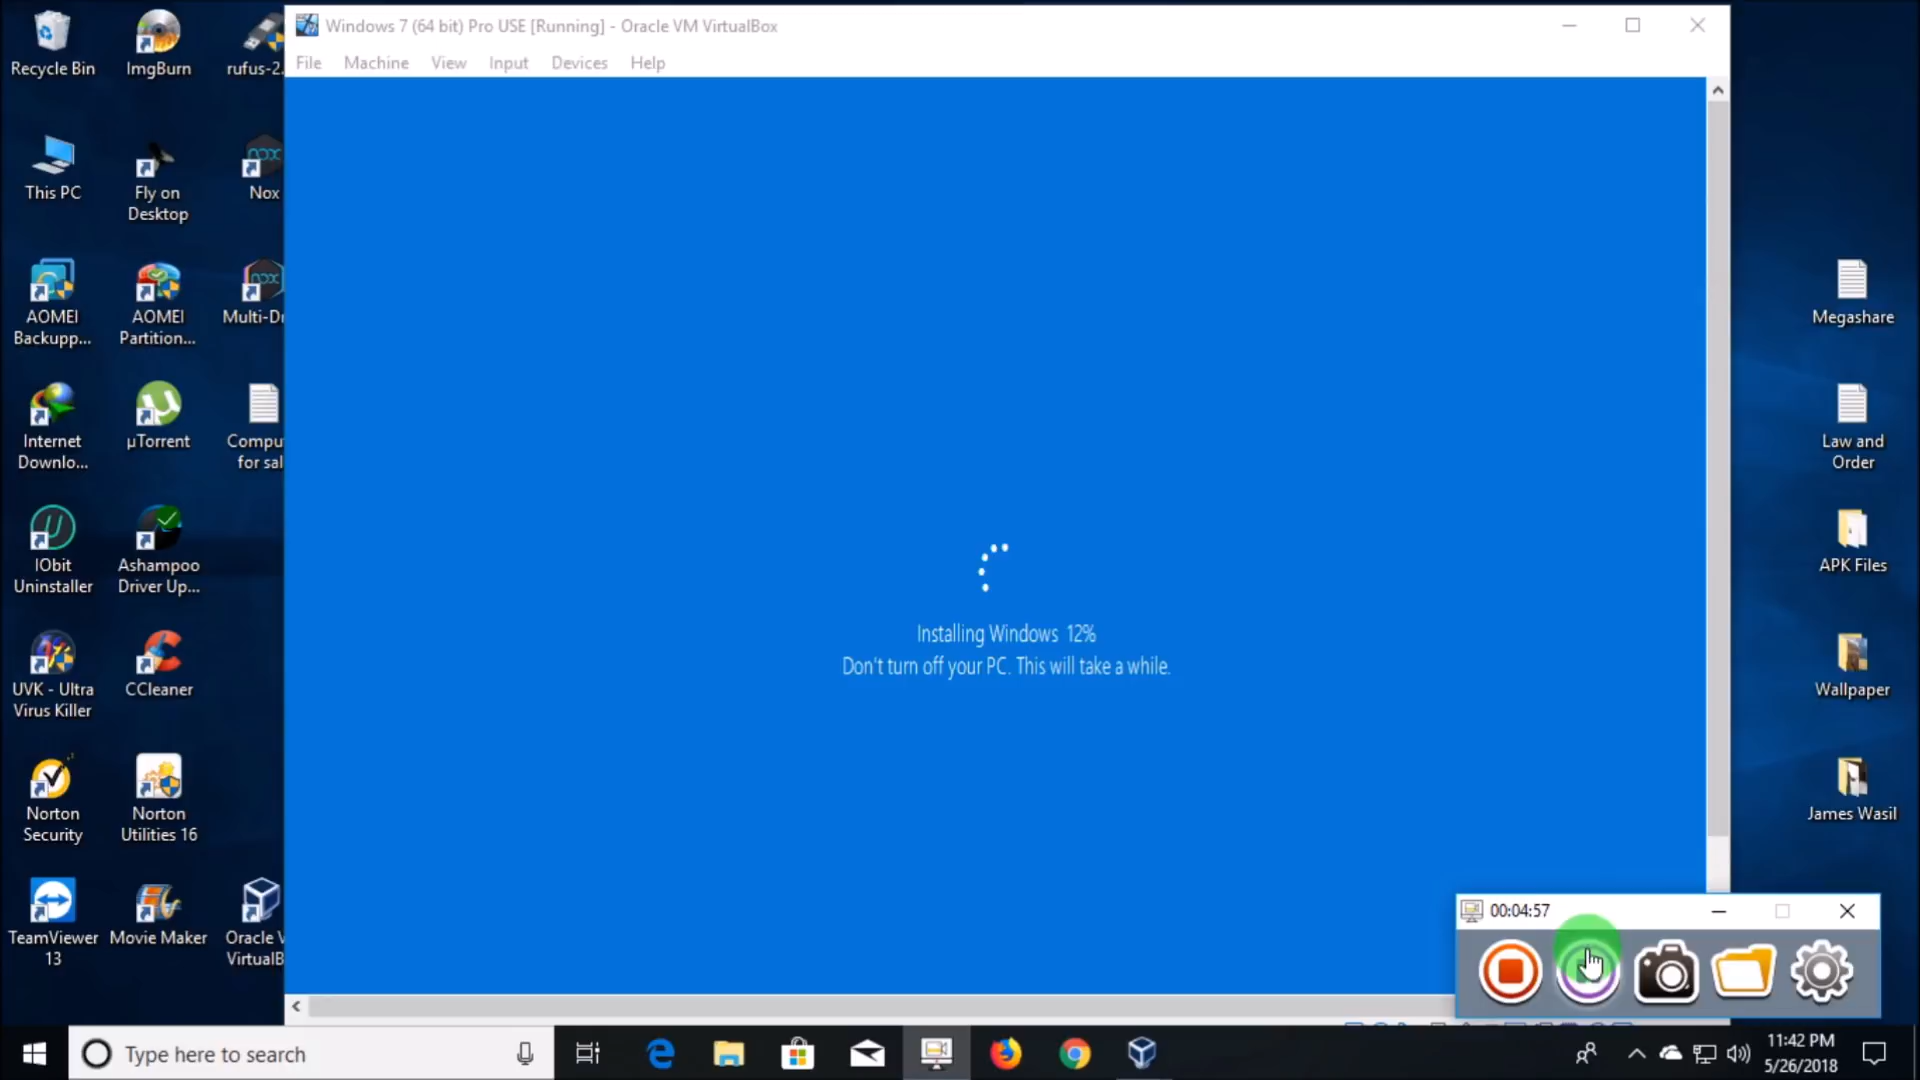 Windows 7 (64 bit) Pro USE [Running] - Oracle VM VirtualBox
File Machine View Input Devices Help
Recycle Bin
ImgBurn
rufus-2.
This PC
Fly on
Desktop
Nox
AOMEI
Backupp...
AOMEI
Partition...
Multi-Dr
Internet
Downlo...
µTorrent
Compu
for sal
IObit
Uninstaller
Ashampoo
Driver Up...
UVK - Ultra
Virus Killer
CCleaner
Norton
Security
Norton
Utilities 16
TeamViewer
13
Movie Maker
Oracle V
VirtualB
Installing Windows 12%
Don't turn off your PC. This will take a while.
Megashare
Law and
Order
APK Files
Wallpaper
James Wasil
00:04:57
Type here to search
11:42 PM
5/26/2018